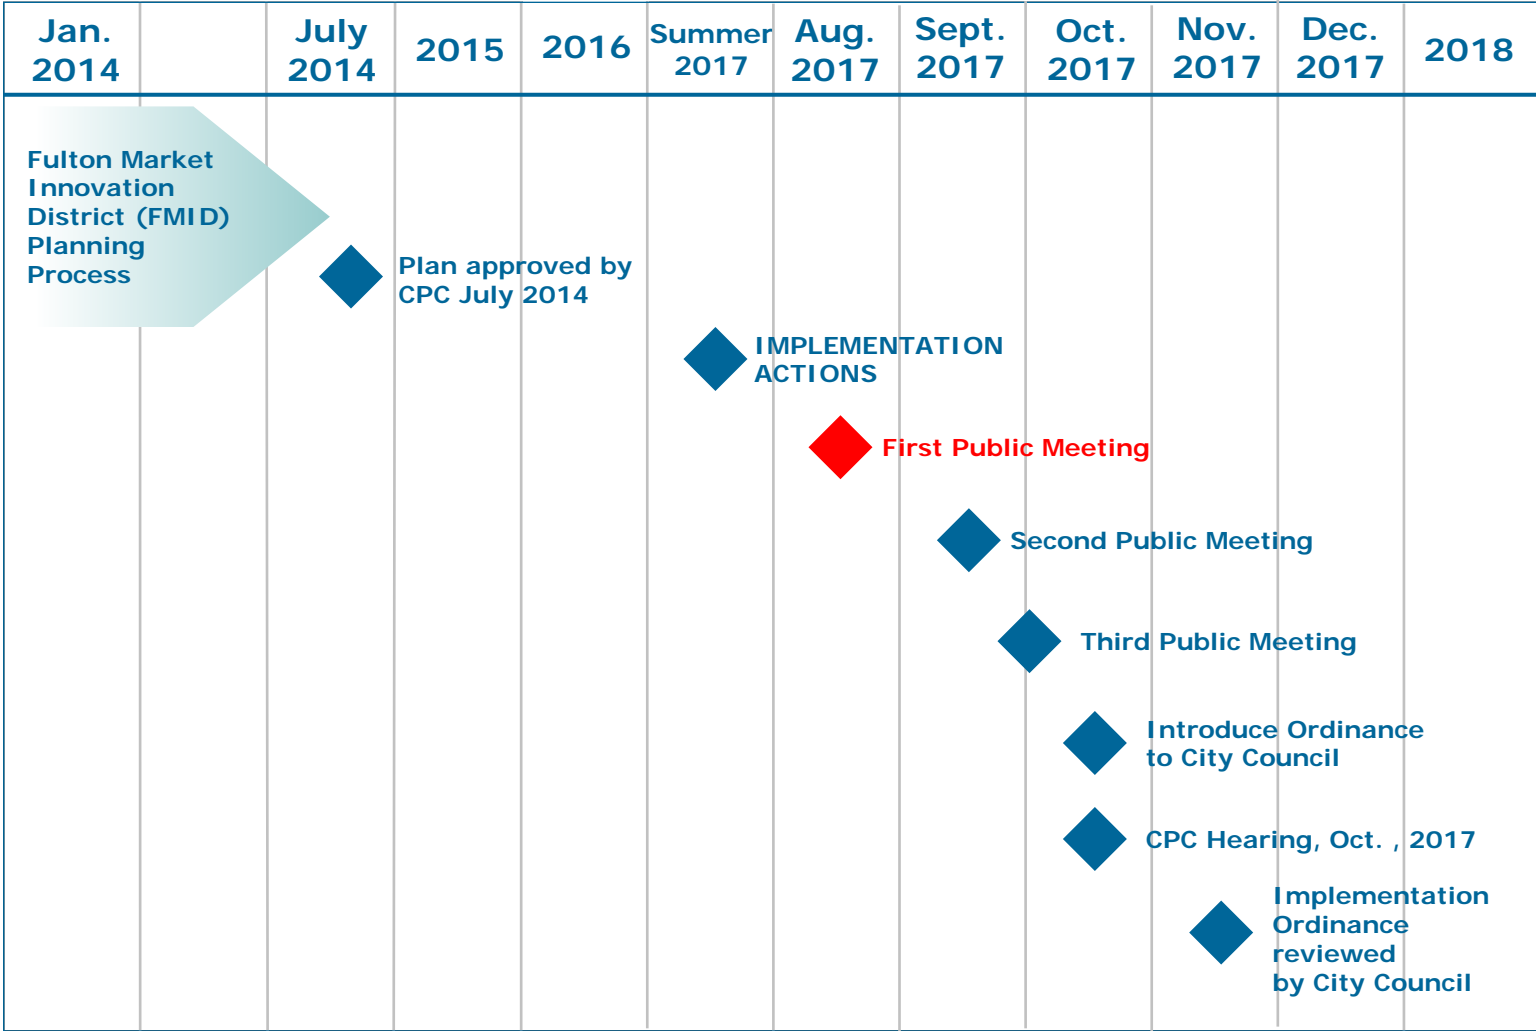 Jan.
2014
July
2014
2015
2016
Summer
2017
Aug.
2017
Sept.
2017
Oct.
2017
Nov.
2017
Dec.
2017
2018
Fulton Market
Innovation
District (FMID)
Planning
Process
Plan approved by
CPC July 2014
IMPLEMENTATION
ACTIONS
First Public Meeting
Second Public Meeting
Third Public Meeting
Introduce Ordinance
to City Council
CPC Hearing, Oct. , 2017
Implementation
Ordinance
reviewed
by City Council